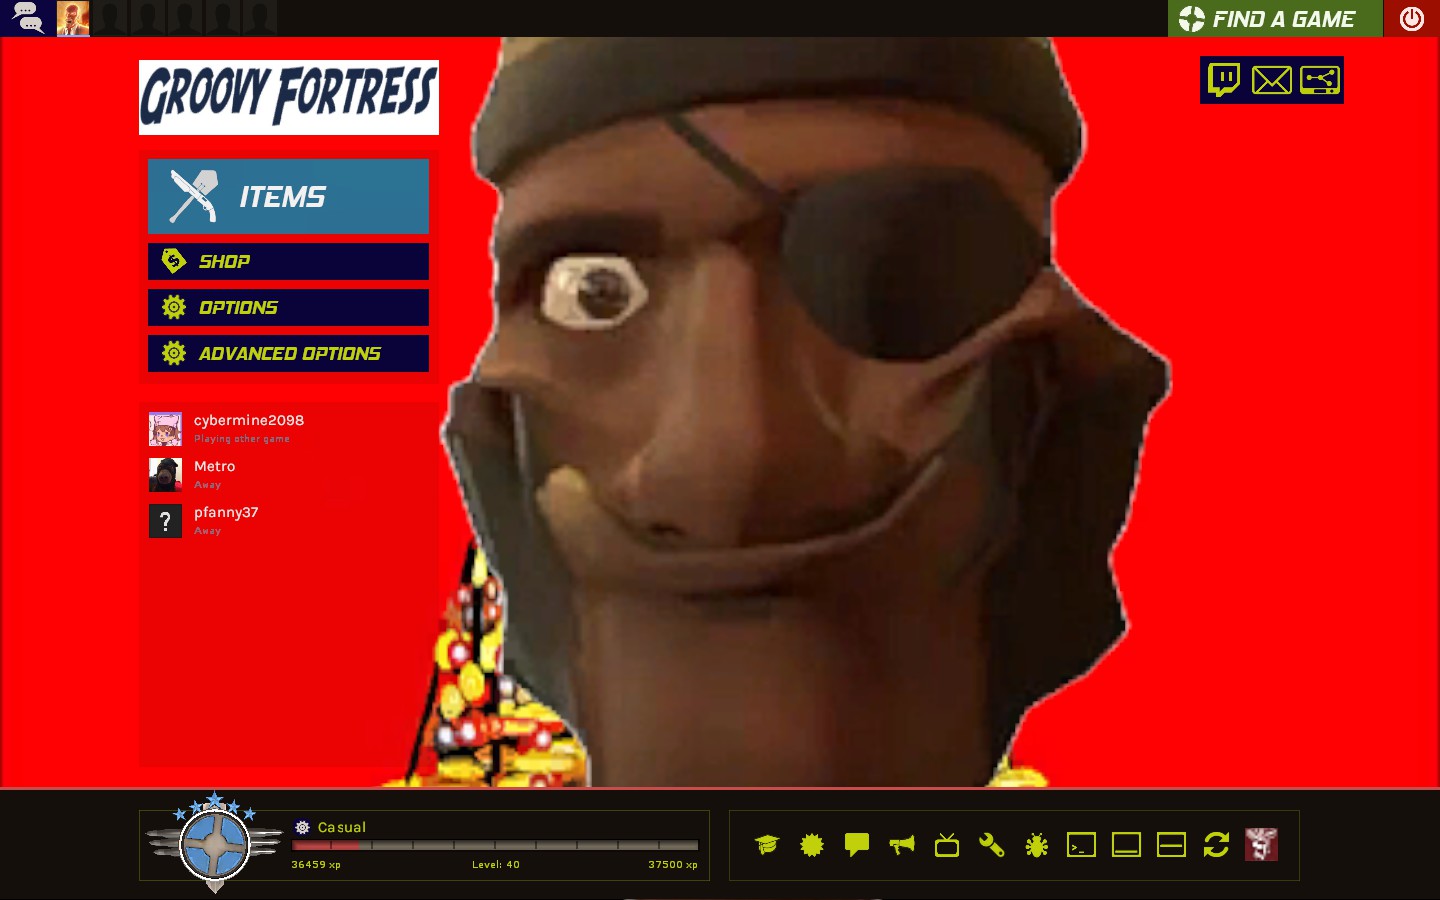 FIND A GAME
GROOVY FORTRESS
ITEMS
SHOP
OPTIONS
ADVANCED OPTIONS
cybermine2098
Playing other game
Metro
Away
?
pfanny37
Away
Casual
36459 xp
Level: 40
37500 xp